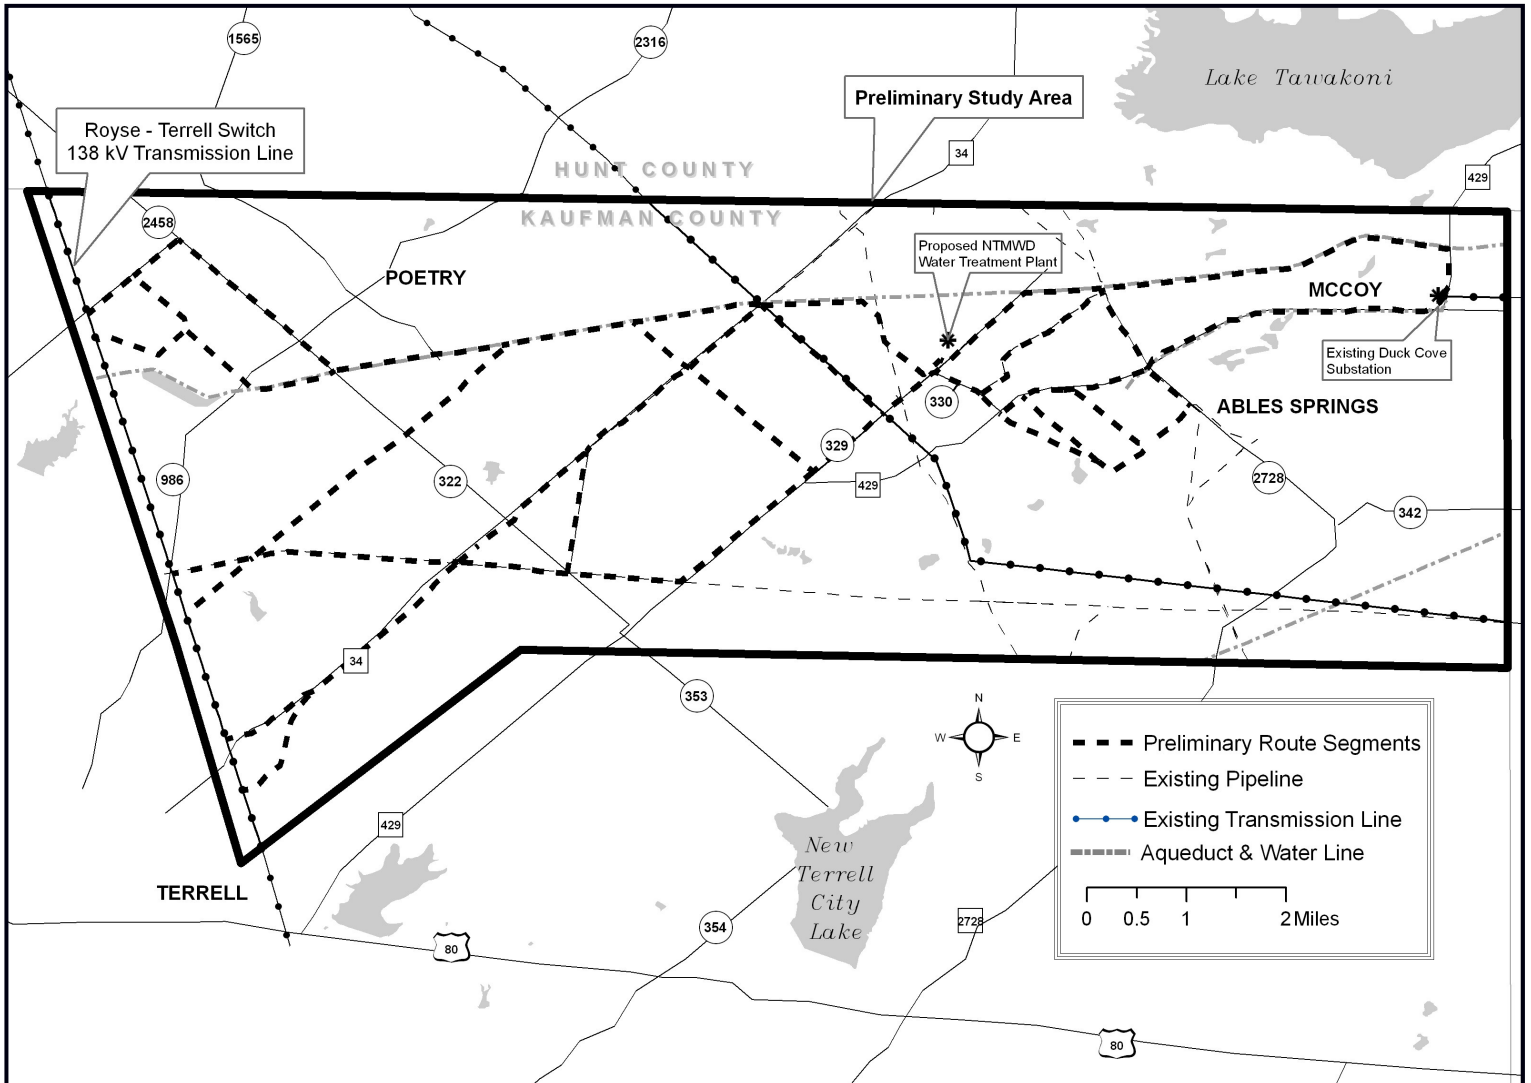 1565
2316
Lake Tawakoni
Preliminary Study Area
Royse - Terrell Switch
138 kV Transmission Line
34
HUNT COUNTY
429
KAUFMAN COUNTY
2458
Proposed NTMWD
Water Treatment Plant
POETRY
MCCOY
Existing Duck Cove
Substation
330
ABLES SPRINGS
329
986
322
429
2728
342
34
353
N
W
E
S
Preliminary Route Segments
Existing Pipeline
Existing Transmission Line
Aqueduct & Water Line
0 0.5 1 2 Miles
429
New
Terrell
City
Lake
TERRELL
354
2728
80
80